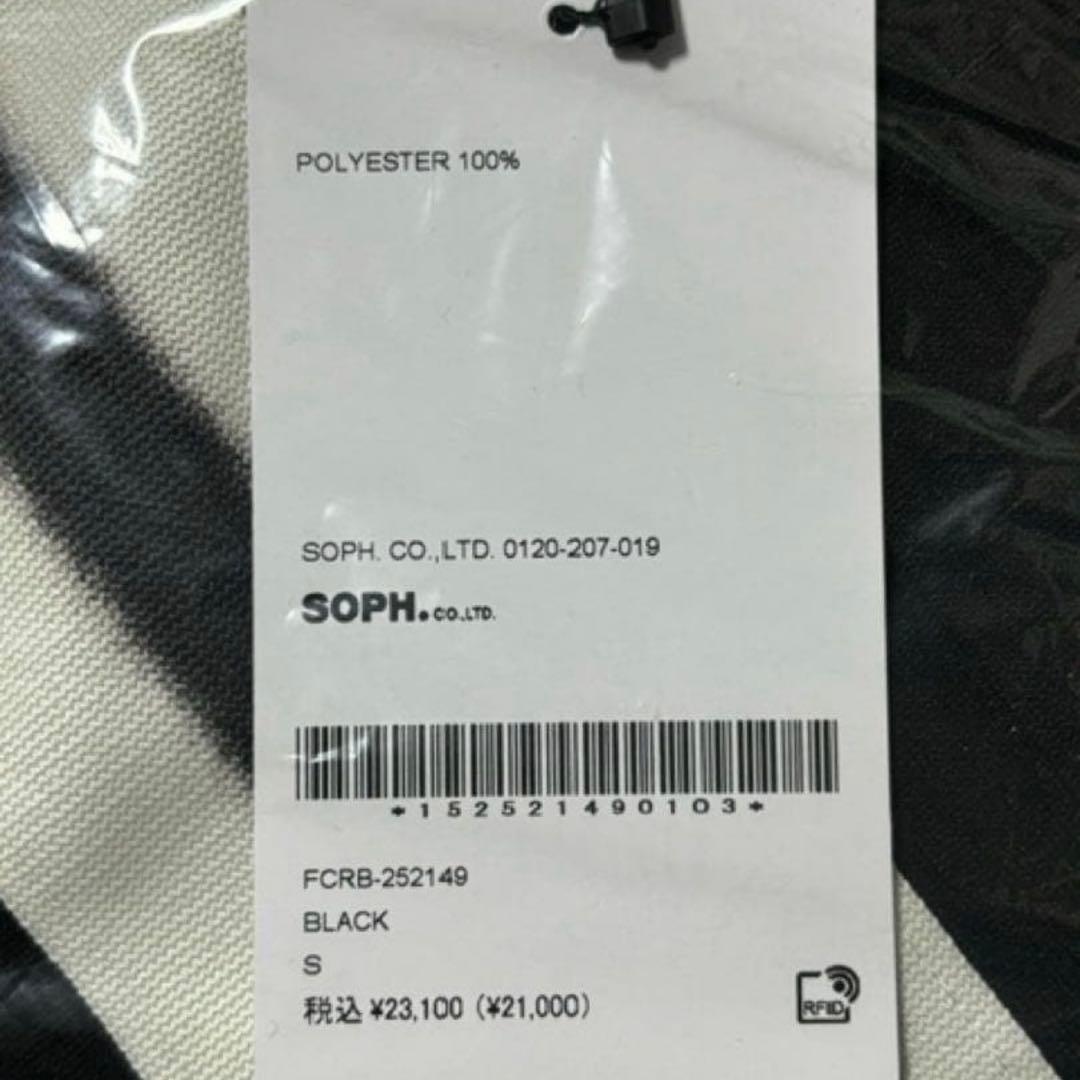 POLYESTER 100%
SOPH. CO.,LTD. 0120-207-019
SOPH. CO.,LTD.
*152521490103*
FCRB-252149
BLACK
S
税込 ¥23,100 (¥21,000)
RFID